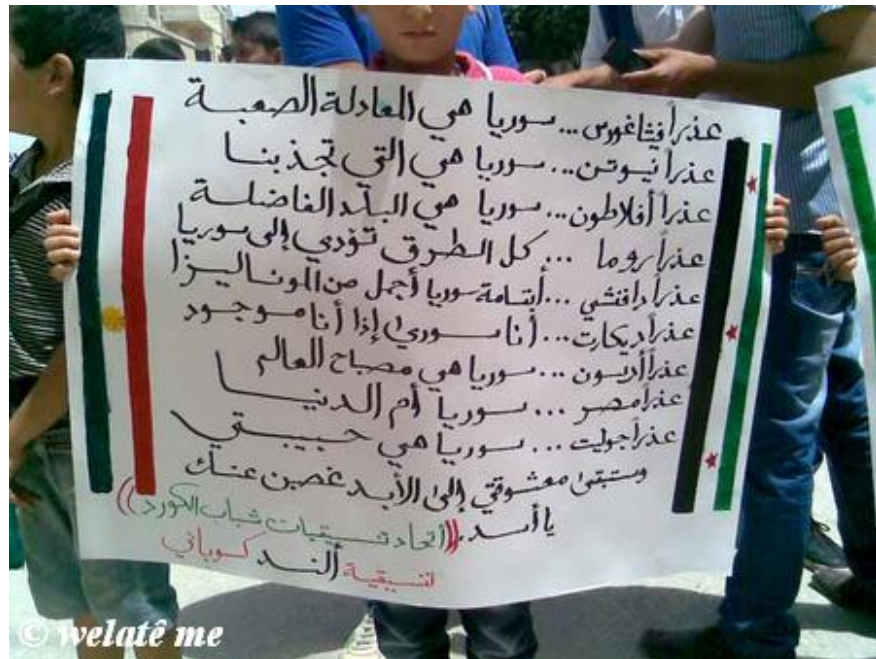 عذراً فيثاغورس... سوريا هي المعادلة الصعبة
عذراً نيوتن... سوريا هي التي تجذبنا
عذراً أفلاطون... سوريا هي البلد الفاضلة
عذراً روما ... كل الطرق تؤدي إلى سوريا
عذراً دافنشي ... أبتسامة سوريا أجمل من الموناليزا
عذراً ديكارت... أنا سوري إذاً أنا موجود
عذراً أديسون... سوريا هي مصباح العالم
عذراً مصر ... سوريا أم الدنيا
عذراً جوليت... سوريا هي حبيبتي
وستبقى معشوقتي إلى الأبد غصبن عنك
يا أسد.
((اتحاد تنسيقيات شباب الكورد))
تنسيقية ألند كوباني
© welatê me